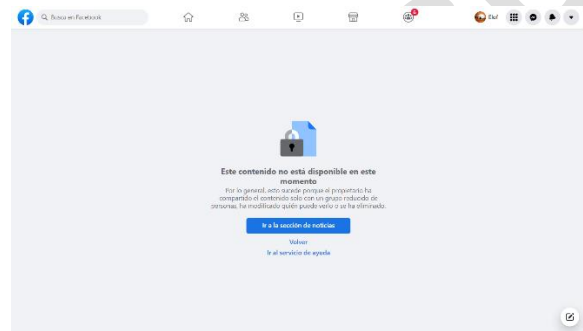 Busca en Facebook
6
Este contenido no está disponible en este
momento
Por lo general, esto sucede porque el propietario ha
compartido el contenido solo con un grupo reducido de
personas, ha modificado quién puede verlo o se ha eliminado.
Ir a la sección de noticias
Volver
Ir al servicio de ayuda